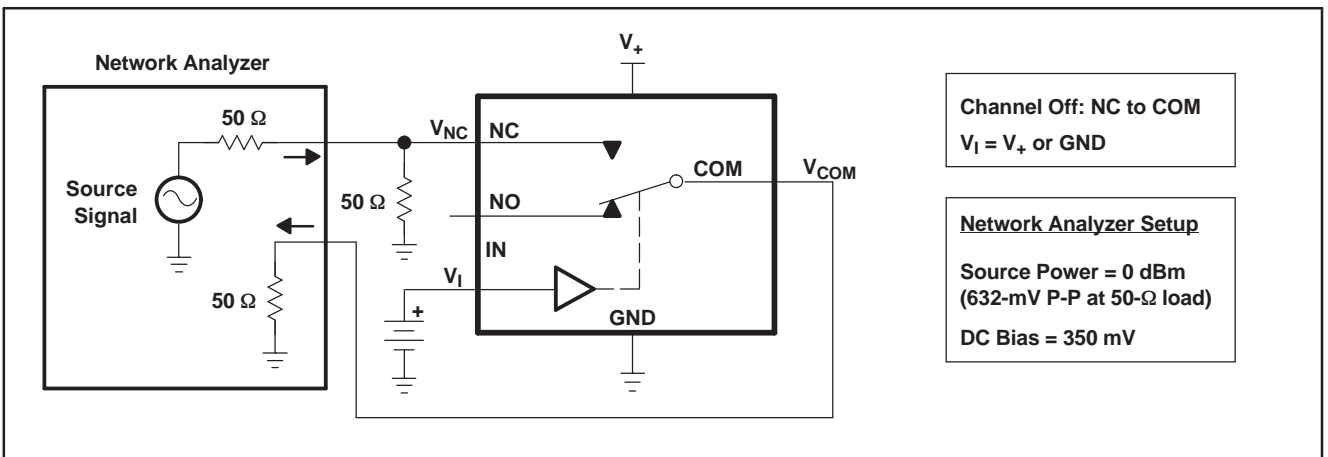 Network Analyzer
50 Ω
Source
Signal
50 Ω
50 Ω
V+
VNC
NC
NO
IN
VI
+
COM
VCOM
GND
Channel Off: NC to COM
VI = V+ or GND
Network Analyzer Setup
Source Power = 0 dBm
(632-mV P-P at 50-Ω load)
DC Bias = 350 mV